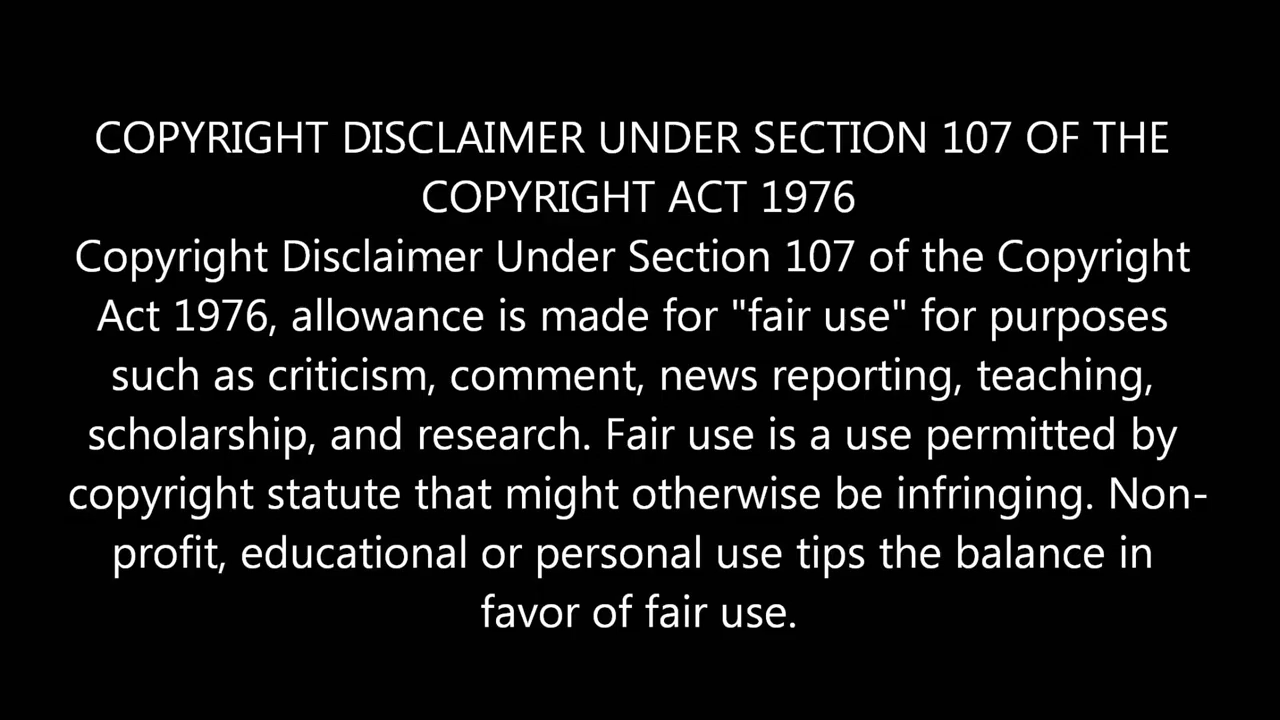 COPYRIGHT DISCLAIMER UNDER SECTION 107 OF THE
COPYRIGHT ACT 1976
Copyright Disclaimer Under Section 107 of the Copyright
Act 1976, allowance is made for "fair use" for purposes
such as criticism, comment, news reporting, teaching,
scholarship, and research. Fair use is a use permitted by
copyright statute that might otherwise be infringing. Non-
profit, educational or personal use tips the balance in
favor of fair use.